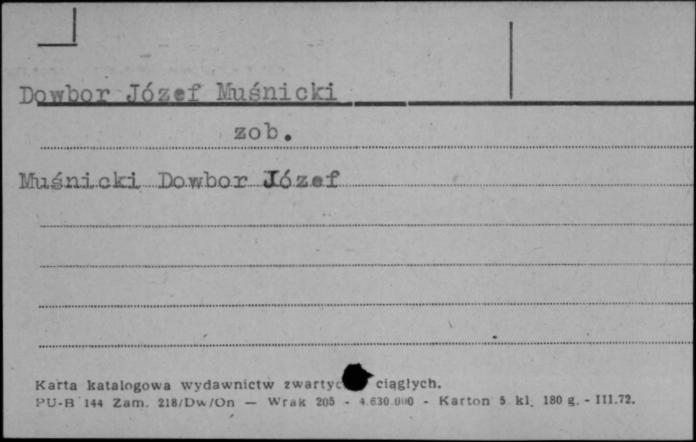 Dowbor Józef Muśnicki
zob.
Muśnicki Dowbor Józef
Karta katalogowa wydawnictw ciągłych.
PU-B 144 Zam. 218/Dw/On — Wrak 205 - 4.630.000 - Karton 5 kl. 180 g. - III.72.